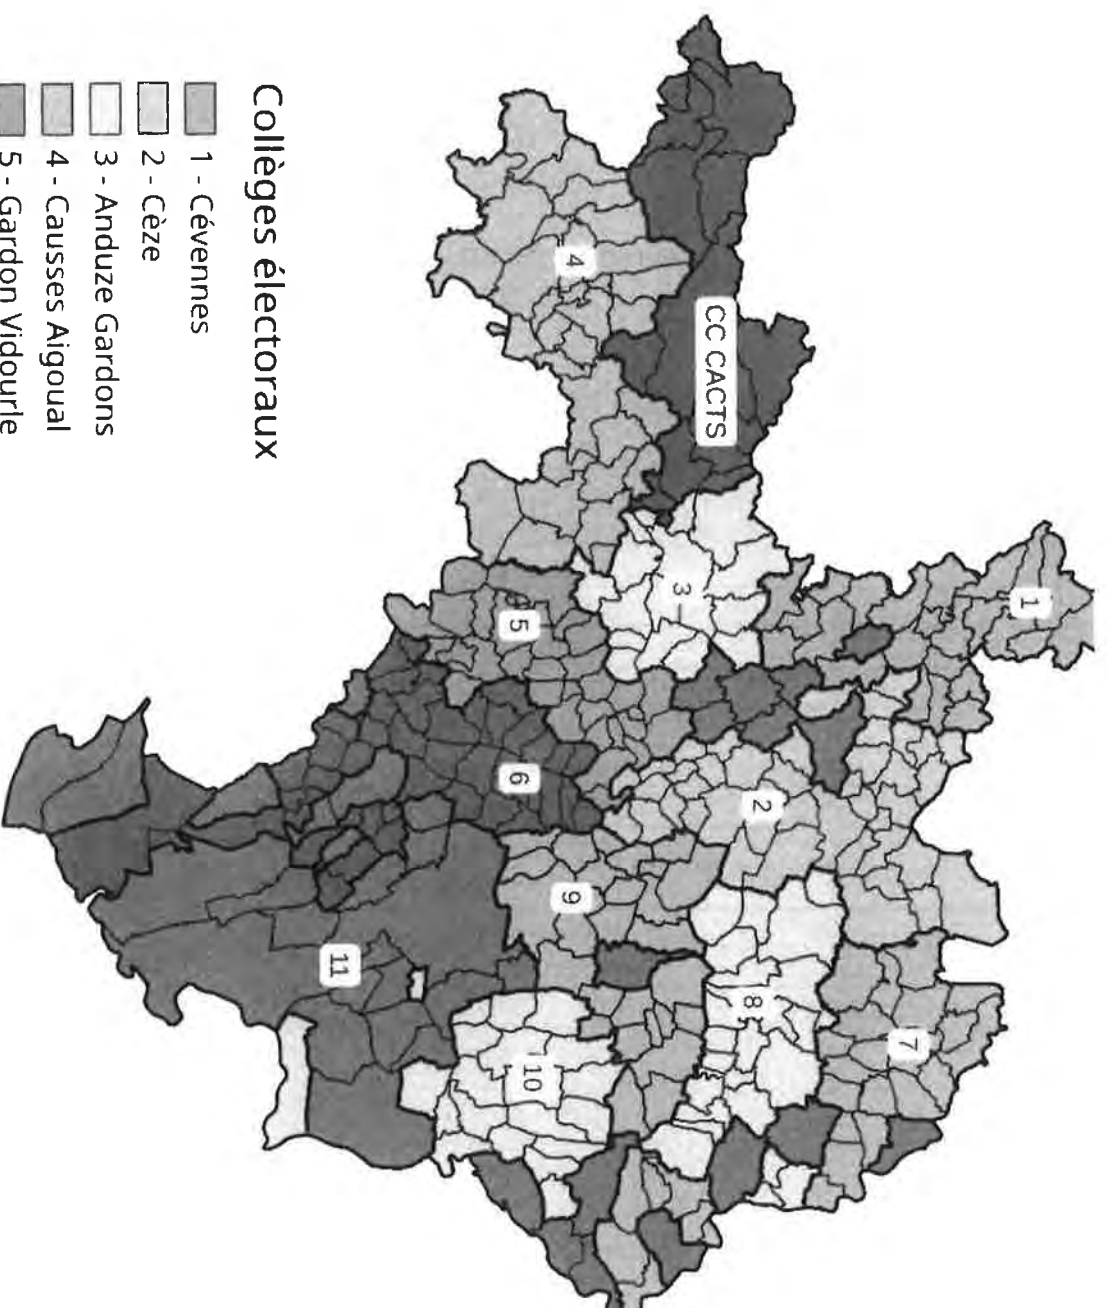 Collèges électoraux
1 - Cévennes
2 - Cèze
3 - Anduze Gardons
4 - Causses Aigoual
5 - Gardon Vidourle
CC CACTS
1
2
3
4
5
6
7
8
9
10
11